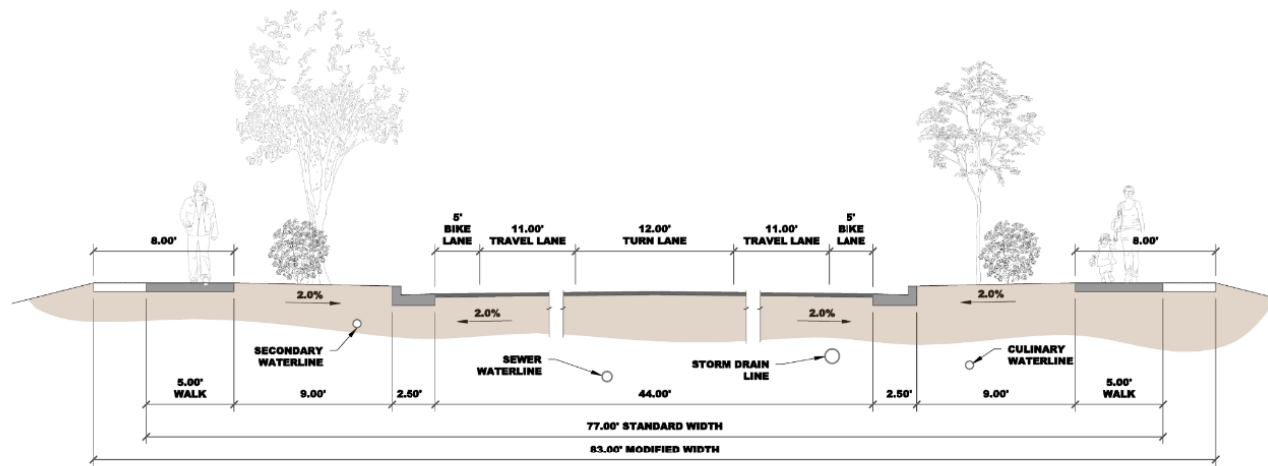 5'
BIKE
LANE
11.00'
TRAVEL LANE
12.00'
TURN LANE
11.00'
TRAVEL LANE
5'
BIKE
LANE
8.00'
8.00'
2.0%
2.0%
2.0%
2.0%
SECONDARY
WATERLINE
SEWER
WATERLINE
STORM DRAIN
LINE
CULINARY
WATERLINE
5.00'
WALK
9.00'
2.50'
44.00'
2.50'
9.00'
5.00'
WALK
77.00' STANDARD WIDTH
83.00' MODIFIED WIDTH